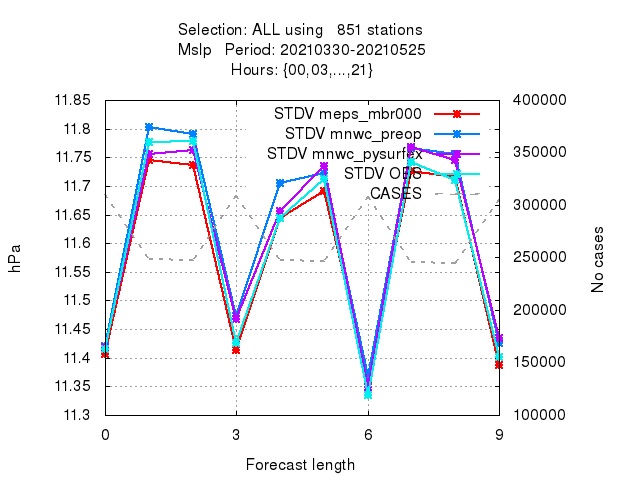 Selection: ALL using 851 stations
Mslp Period: 20210330-20210525
Hours: {00,03,...,21}
11.85
11.8
11.75
11.7
11.65
11.6
11.55
11.5
11.45
11.4
11.35
11.3
hPa
STDV meps_mbr000
STDV mnwc_preop
STDV mnwc_pysurfex
STDV OBS
CASES
400000
350000
300000
250000
200000
150000
100000
No cases
0 3 6 9
Forecast length